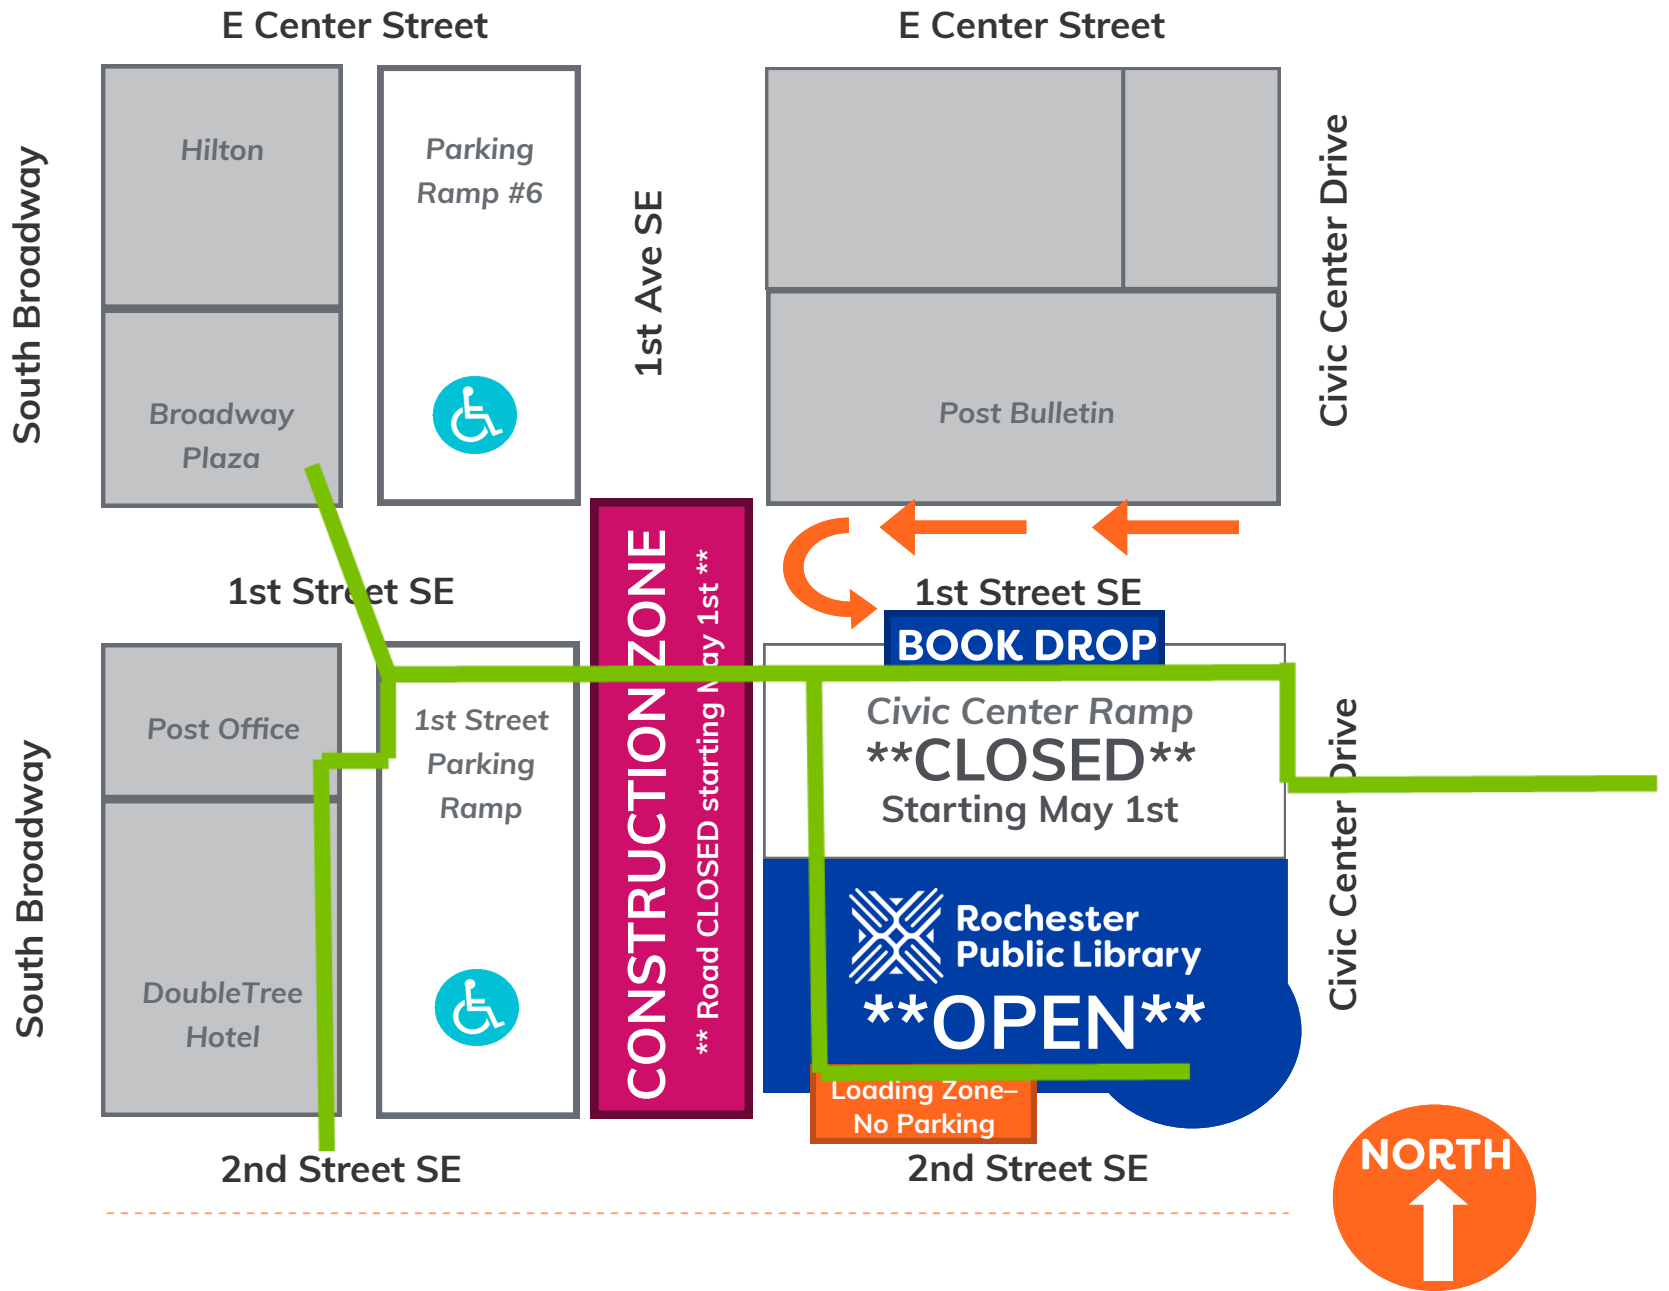 E Center Street
E Center Street
South Broadway
Hilton
Parking
Ramp #6
1st Ave SE
Civic Center Drive
Broadway
Plaza
Post Bulletin
1st Street SE
1st Street SE
BOOK DROP
CONSTRUCTION ZONE
** Road CLOSED starting May 1st **
South Broadway
Post Office
1st Street
Parking
Ramp
Civic Center Ramp
**CLOSED**
Starting May 1st
Civic Center Drive
Rochester
Public Library
**OPEN**
DoubleTree
Hotel
Loading Zone–
No Parking
2nd Street SE
2nd Street SE
NORTH